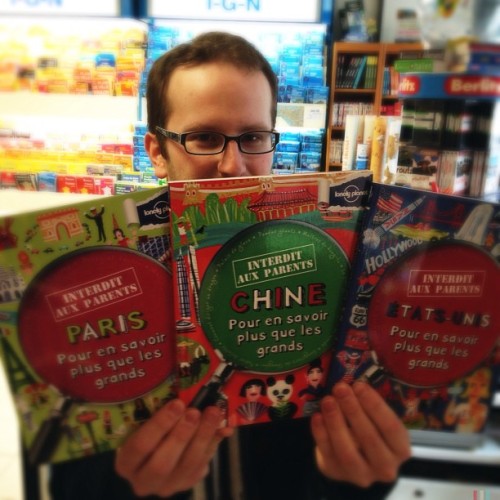 I-G-N
Berlitz
lonely planet
INTERDIT
AUX PARENTS
PARIS
Pour en savoir
plus que les
grands
lonely planet
INTERDIT
AUX PARENTS
CHINE
Pour en savoir
plus que les
grands
HOLLYWOOD
INTERDIT
AUX PARENTS
ÉTATS-UNIS
Pour en savoir
plus que les
grands